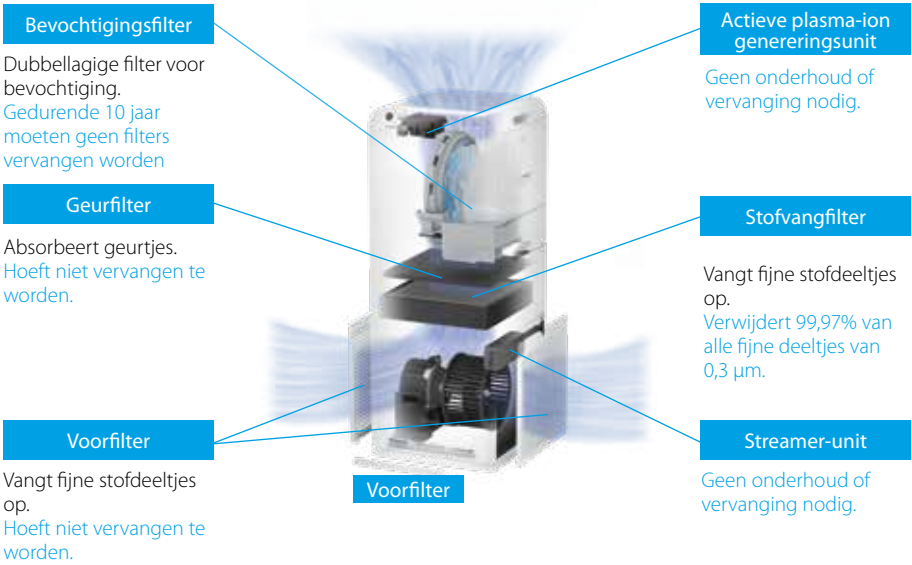 Bevochtigingsfilter
Dubbellagige filter voor
bevochtiging.
Gedurende 10 jaar
moeten geen filters
vervangen worden
Geurfilter
Absorbeert geurtjes.
Hoeft niet vervangen te
worden.
Voorfilter
Vangt fijne stofdeeltjes
op.
Hoeft niet vervangen te
worden.
Voorfilter
Actieve plasma-ion
genereringsunit
Geen onderhoud of
vervanging nodig.
Stofvangfilter
Vangt fijne stofdeeltjes
op.
Verwijdert 99,97% van
alle fijne deeltjes van
0,3 µm.
Streamer-unit
Geen onderhoud of
vervanging nodig.